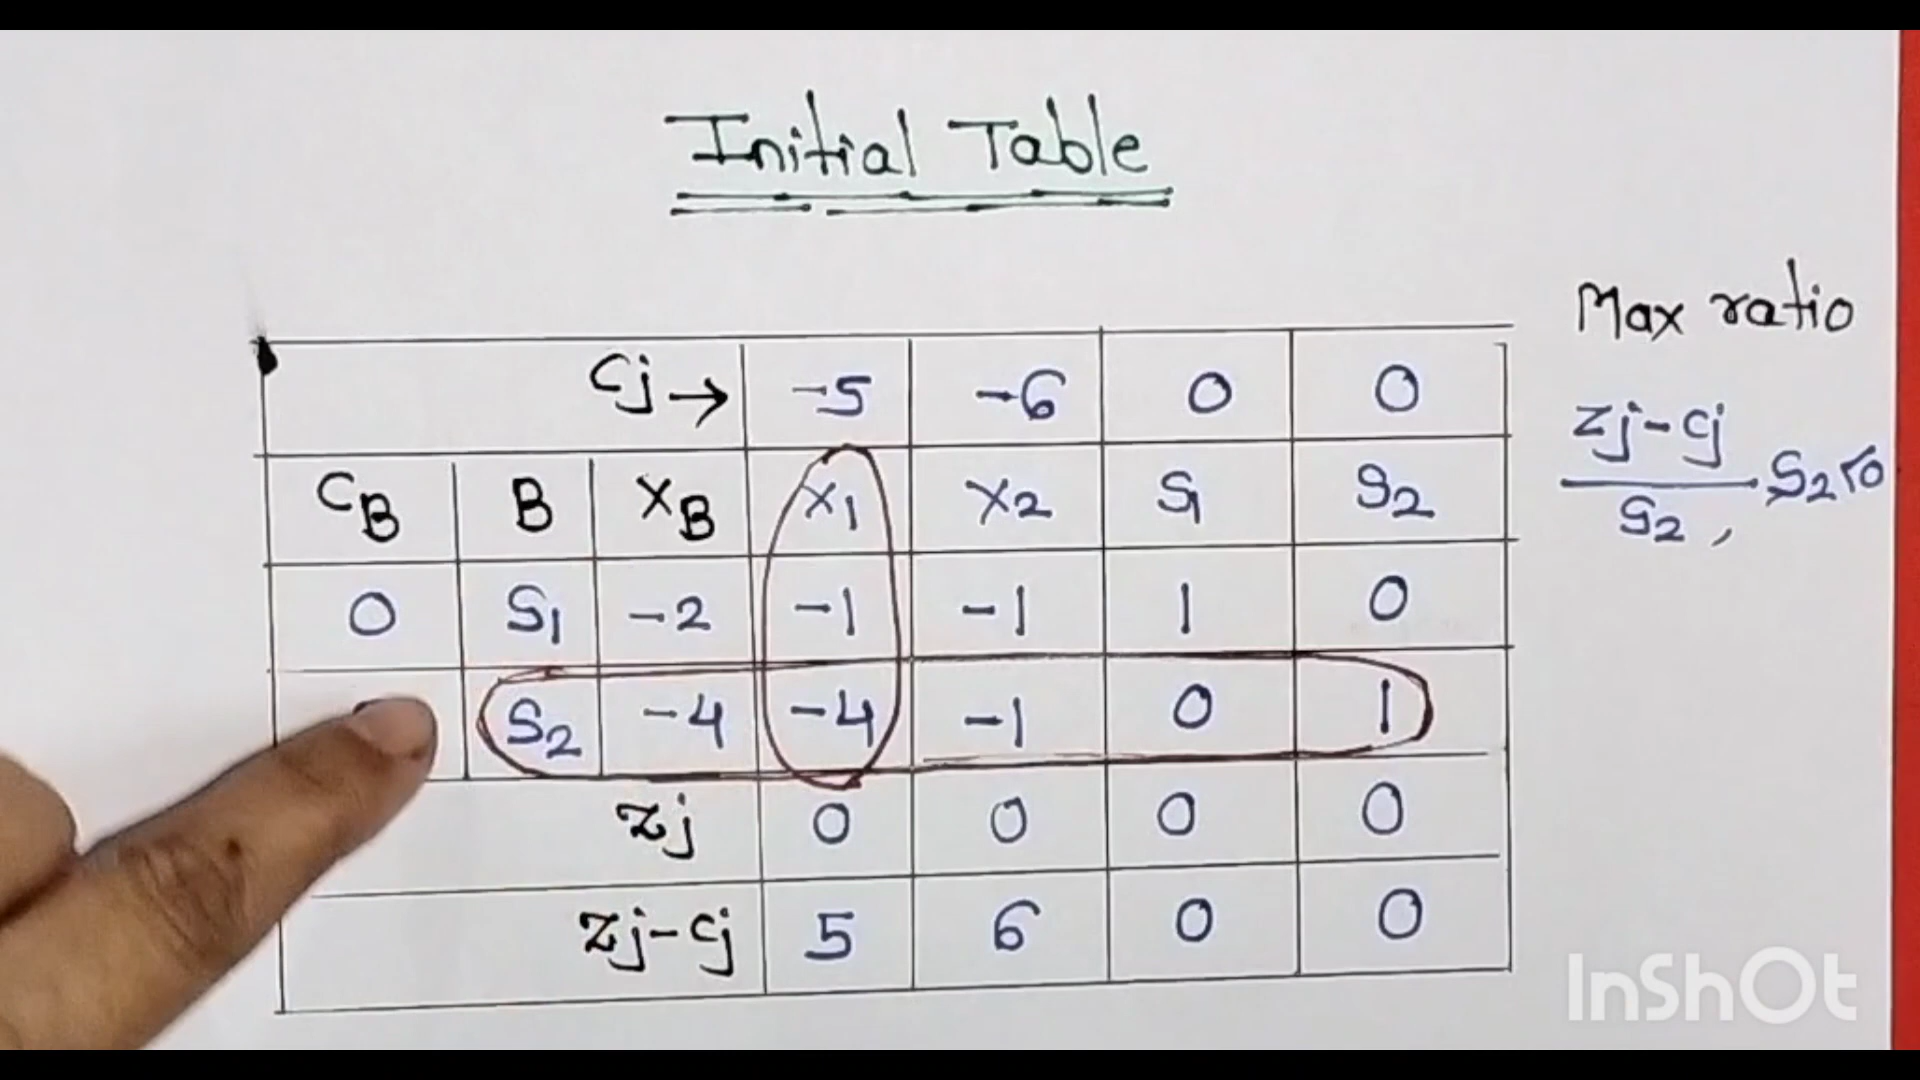 Initial Table
Max ratio
Cj → -5 -6 0 0
zj-cj
S2, S2<0
CB B XB X1 X2 S1 S2
0 S1 -2 -1 -1 1 0
S2 -4 -4 -1 0 1
zj 0 0 0 0
zj-cj 5 6 0 0
InShOt